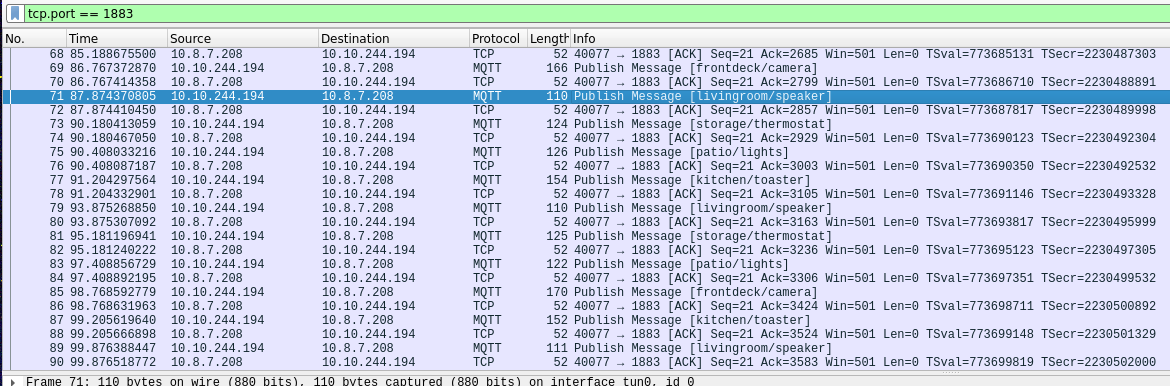 tcp.port == 1883
No. Time Source Destination Protocol Length Info
68 85.188675500 10.8.7.208 10.10.244.194 TCP 52 40077 → 1883 [ACK] Seq=21 Ack=2685 Win=501 Len=0 TSval=773685131 TSecr=2230487303
69 86.767372870 10.10.244.194 10.8.7.208 MQTT 166 Publish Message [frontdeck/camera]
70 86.767414358 10.8.7.208 10.10.244.194 TCP 52 40077 → 1883 [ACK] Seq=21 Ack=2799 Win=501 Len=0 TSval=773686710 TSecr=2230488891
71 87.874370805 10.10.244.194 10.8.7.208 MQTT 110 Publish Message [livingroom/speaker]
72 87.874410450 10.8.7.208 10.10.244.194 TCP 52 40077 → 1883 [ACK] Seq=21 Ack=2857 Win=501 Len=0 TSval=773687817 TSecr=2230489998
73 90.180413059 10.10.244.194 10.8.7.208 MQTT 124 Publish Message [storage/thermostat]
74 90.180467050 10.8.7.208 10.10.244.194 TCP 52 40077 → 1883 [ACK] Seq=21 Ack=2929 Win=501 Len=0 TSval=773690123 TSecr=2230492304
75 90.408033216 10.10.244.194 10.8.7.208 MQTT 126 Publish Message [patio/lights]
76 90.408087187 10.8.7.208 10.10.244.194 TCP 52 40077 → 1883 [ACK] Seq=21 Ack=3003 Win=501 Len=0 TSval=773690350 TSecr=2230492532
77 91.204297564 10.10.244.194 10.8.7.208 MQTT 154 Publish Message [kitchen/toaster]
78 91.204332901 10.8.7.208 10.10.244.194 TCP 52 40077 → 1883 [ACK] Seq=21 Ack=3105 Win=501 Len=0 TSval=773691146 TSecr=2230493328
79 93.875268850 10.10.244.194 10.8.7.208 MQTT 110 Publish Message [livingroom/speaker]
80 93.875307092 10.8.7.208 10.10.244.194 TCP 52 40077 → 1883 [ACK] Seq=21 Ack=3163 Win=501 Len=0 TSval=773693817 TSecr=2230495999
81 95.181196941 10.10.244.194 10.8.7.208 MQTT 125 Publish Message [storage/thermostat]
82 95.181240222 10.8.7.208 10.10.244.194 TCP 52 40077 → 1883 [ACK] Seq=21 Ack=3236 Win=501 Len=0 TSval=773695123 TSecr=2230497305
83 97.408856729 10.10.244.194 10.8.7.208 MQTT 122 Publish Message [patio/lights]
84 97.408892195 10.8.7.208 10.10.244.194 TCP 52 40077 → 1883 [ACK] Seq=21 Ack=3306 Win=501 Len=0 TSval=773697351 TSecr=2230499532
85 98.768592779 10.10.244.194 10.8.7.208 MQTT 170 Publish Message [frontdeck/camera]
86 98.768631963 10.8.7.208 10.10.244.194 TCP 52 40077 → 1883 [ACK] Seq=21 Ack=3424 Win=501 Len=0 TSval=773698711 TSecr=2230500892
87 99.205619640 10.10.244.194 10.8.7.208 MQTT 152 Publish Message [kitchen/toaster]
88 99.205666898 10.8.7.208 10.10.244.194 TCP 52 40077 → 1883 [ACK] Seq=21 Ack=3524 Win=501 Len=0 TSval=773699148 TSecr=2230501329
89 99.876388447 10.10.244.194 10.8.7.208 MQTT 111 Publish Message [livingroom/speaker]
90 99.876518772 10.8.7.208 10.10.244.194 TCP 52 40077 → 1883 [ACK] Seq=21 Ack=3583 Win=501 Len=0 TSval=773699819 TSecr=2230502000
Frame 71: 110 bytes on wire (880 bits), 110 bytes captured (880 bits) on interface tun0, id 0